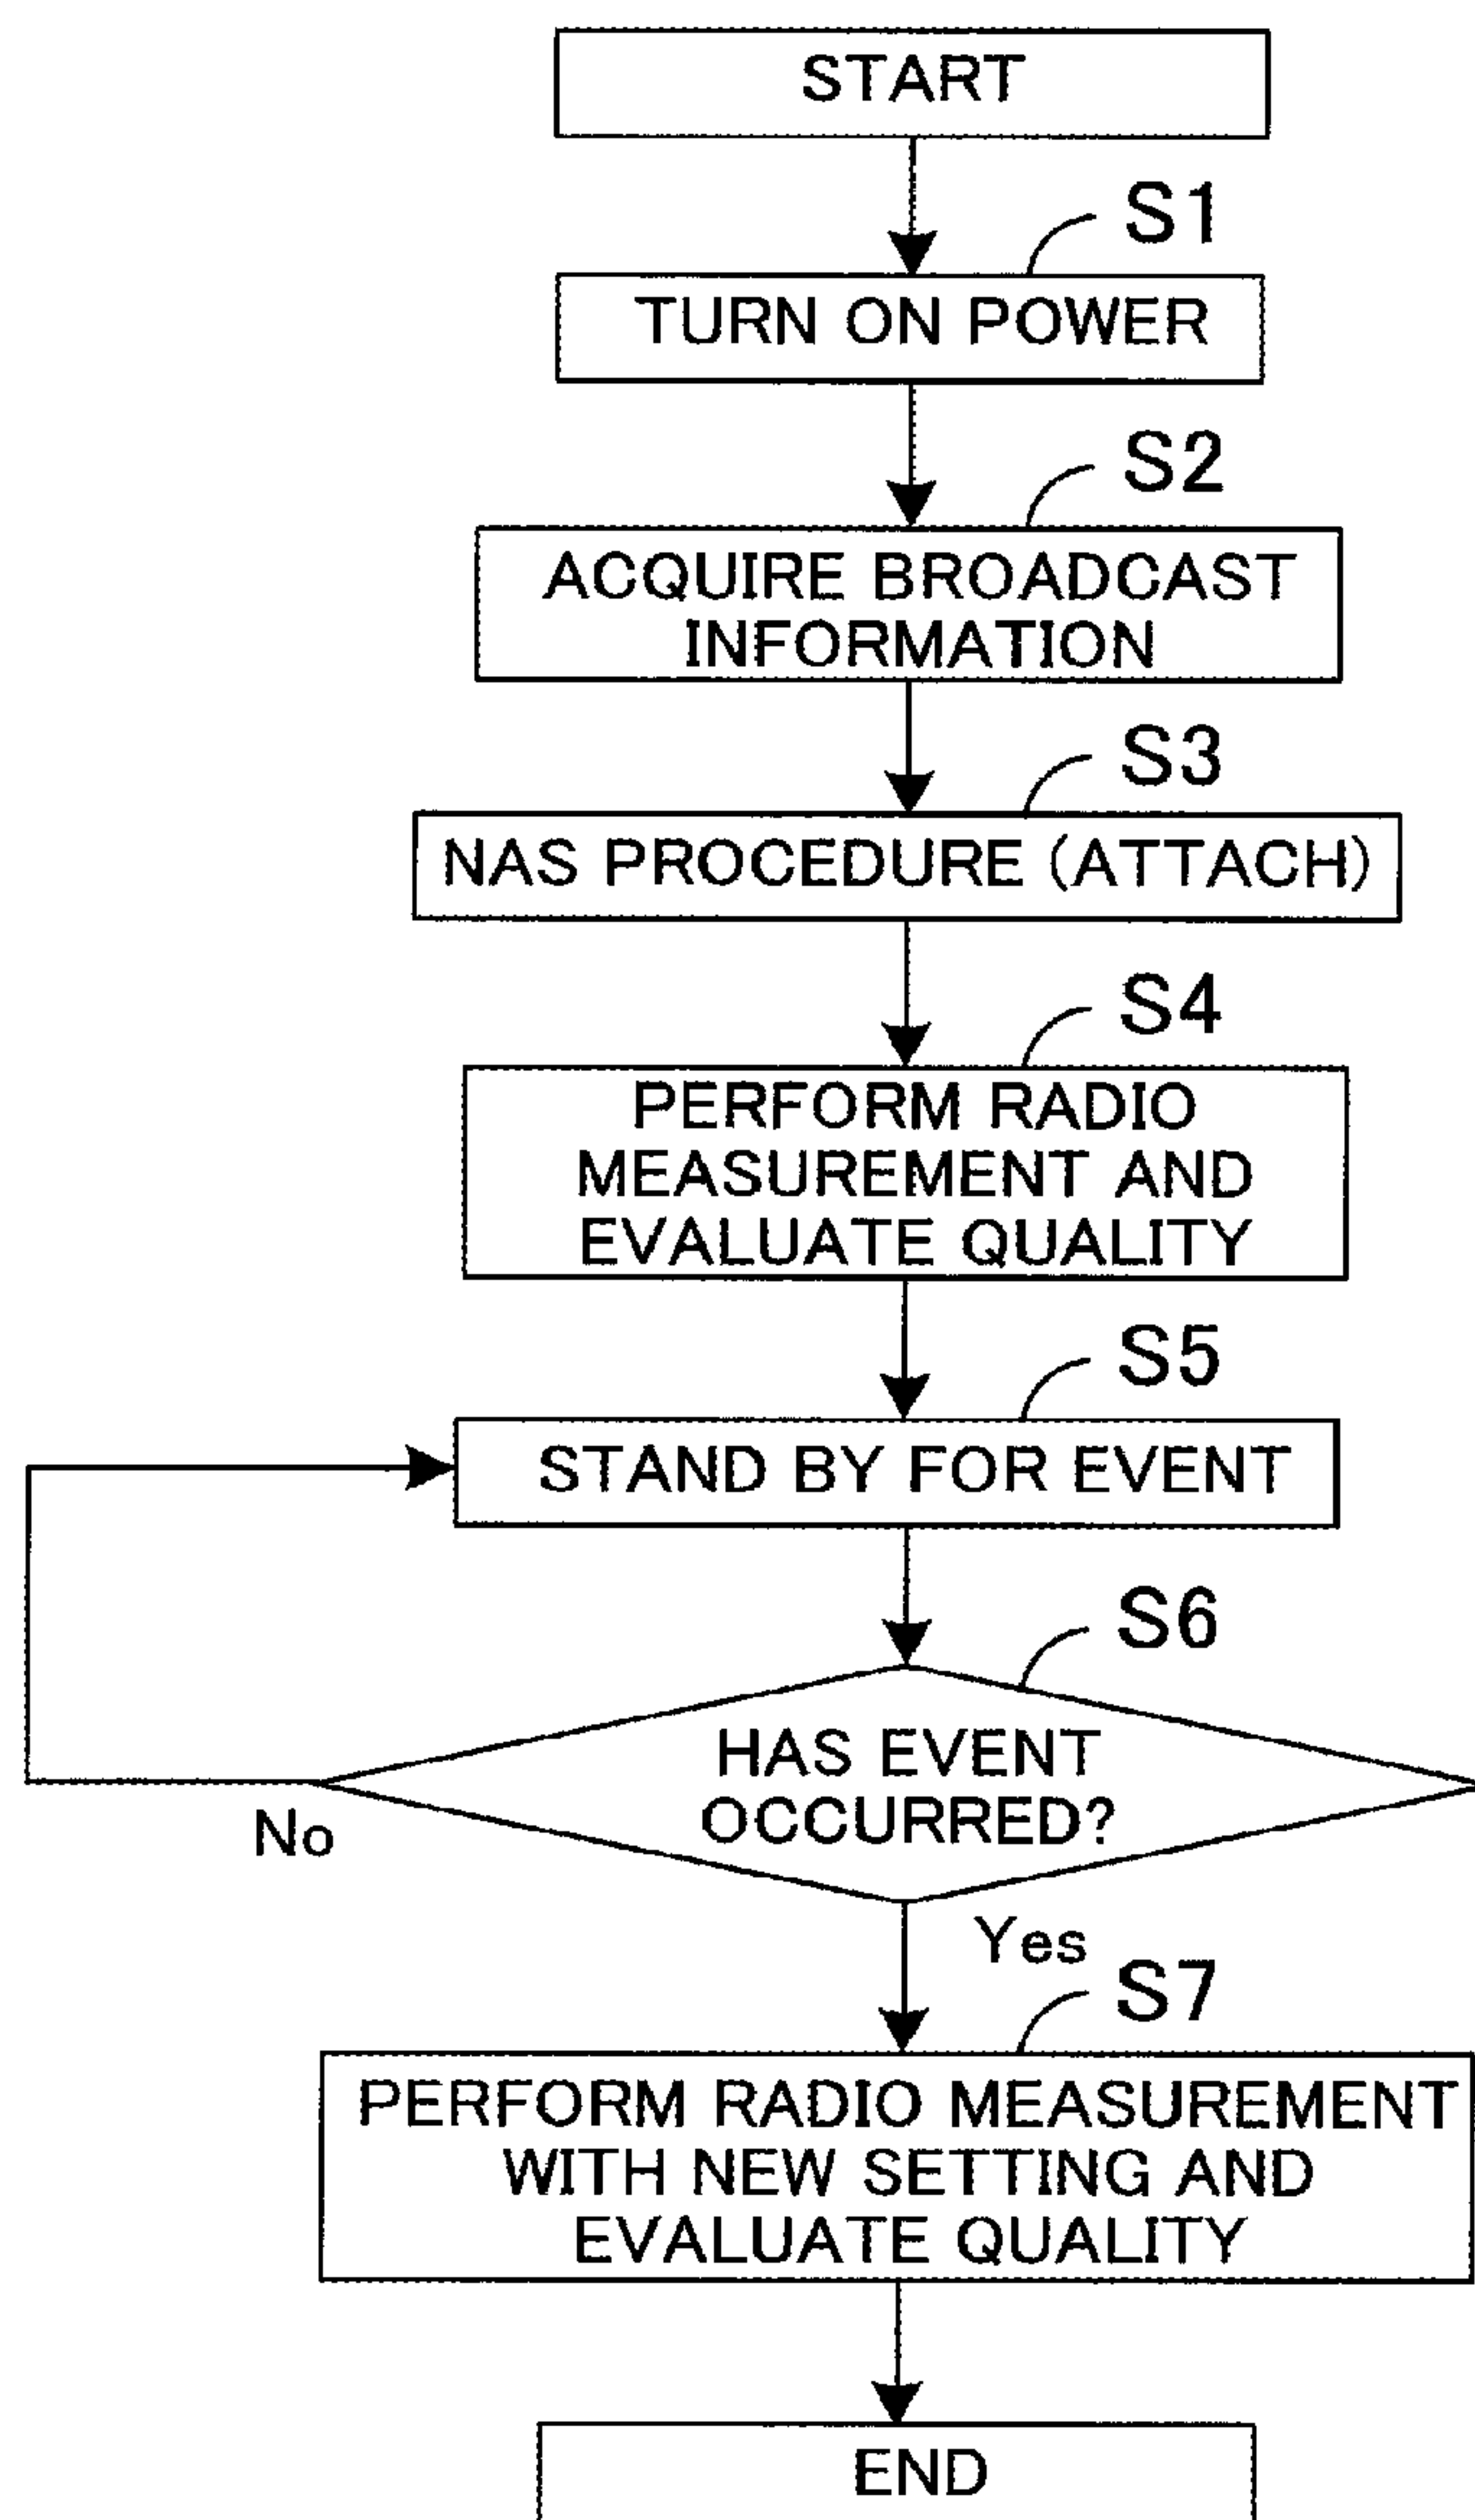 START
S1
TURN ON POWER
S2
ACQUIRE BROADCAST
INFORMATION
S3
NAS PROCEDURE (ATTACH)
S4
PERFORM RADIO
MEASUREMENT AND
EVALUATE QUALITY
S5
STAND BY FOR EVENT
S6
HAS EVENT
OCCURRED?
No
Yes
S7
PERFORM RADIO MEASUREMENT
WITH NEW SETTING AND
EVALUATE QUALITY
END